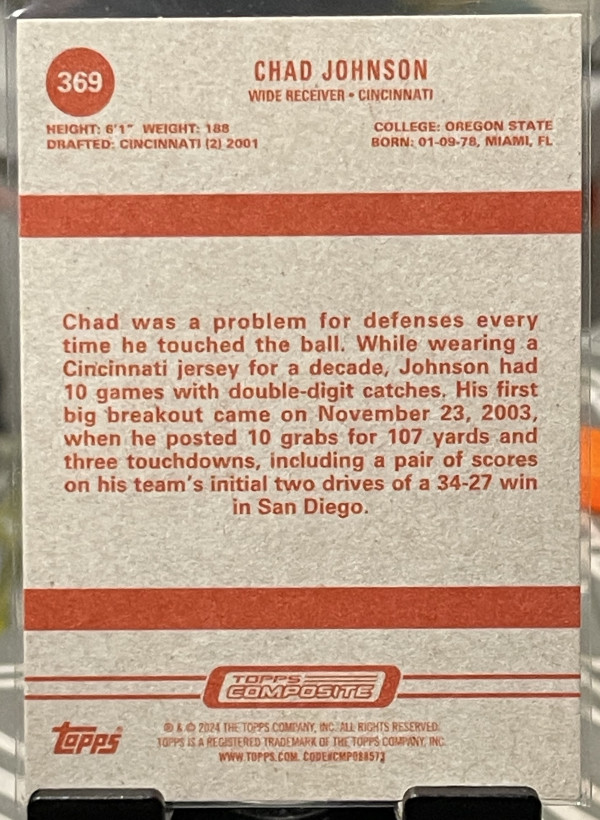 369
CHAD JOHNSON
WIDE RECEIVER • CINCINNATI
HEIGHT: 6'1" WEIGHT: 188
DRAFTED: CINCINNATI (2) 2001
COLLEGE: OREGON STATE
BORN: 01-09-78, MIAMI, FL
Chad was a problem for defenses every
time he touched the ball. While wearing a
Cincinnati jersey for a decade, Johnson had
10 games with double-digit catches. His first
big breakout came on November 23, 2003,
when he posted 10 grabs for 107 yards and
three touchdowns, including a pair of scores
on his team's initial two drives of a 34-27 win
in San Diego.
TOPPS
COMPOSITE
topps®
® & © 2024 THE TOPPS COMPANY, INC. ALL RIGHTS RESERVED.
TOPPS IS A REGISTERED TRADEMARK OF THE TOPPS COMPANY, INC.
WWW.TOPPS.COM. CODE#CMP088573